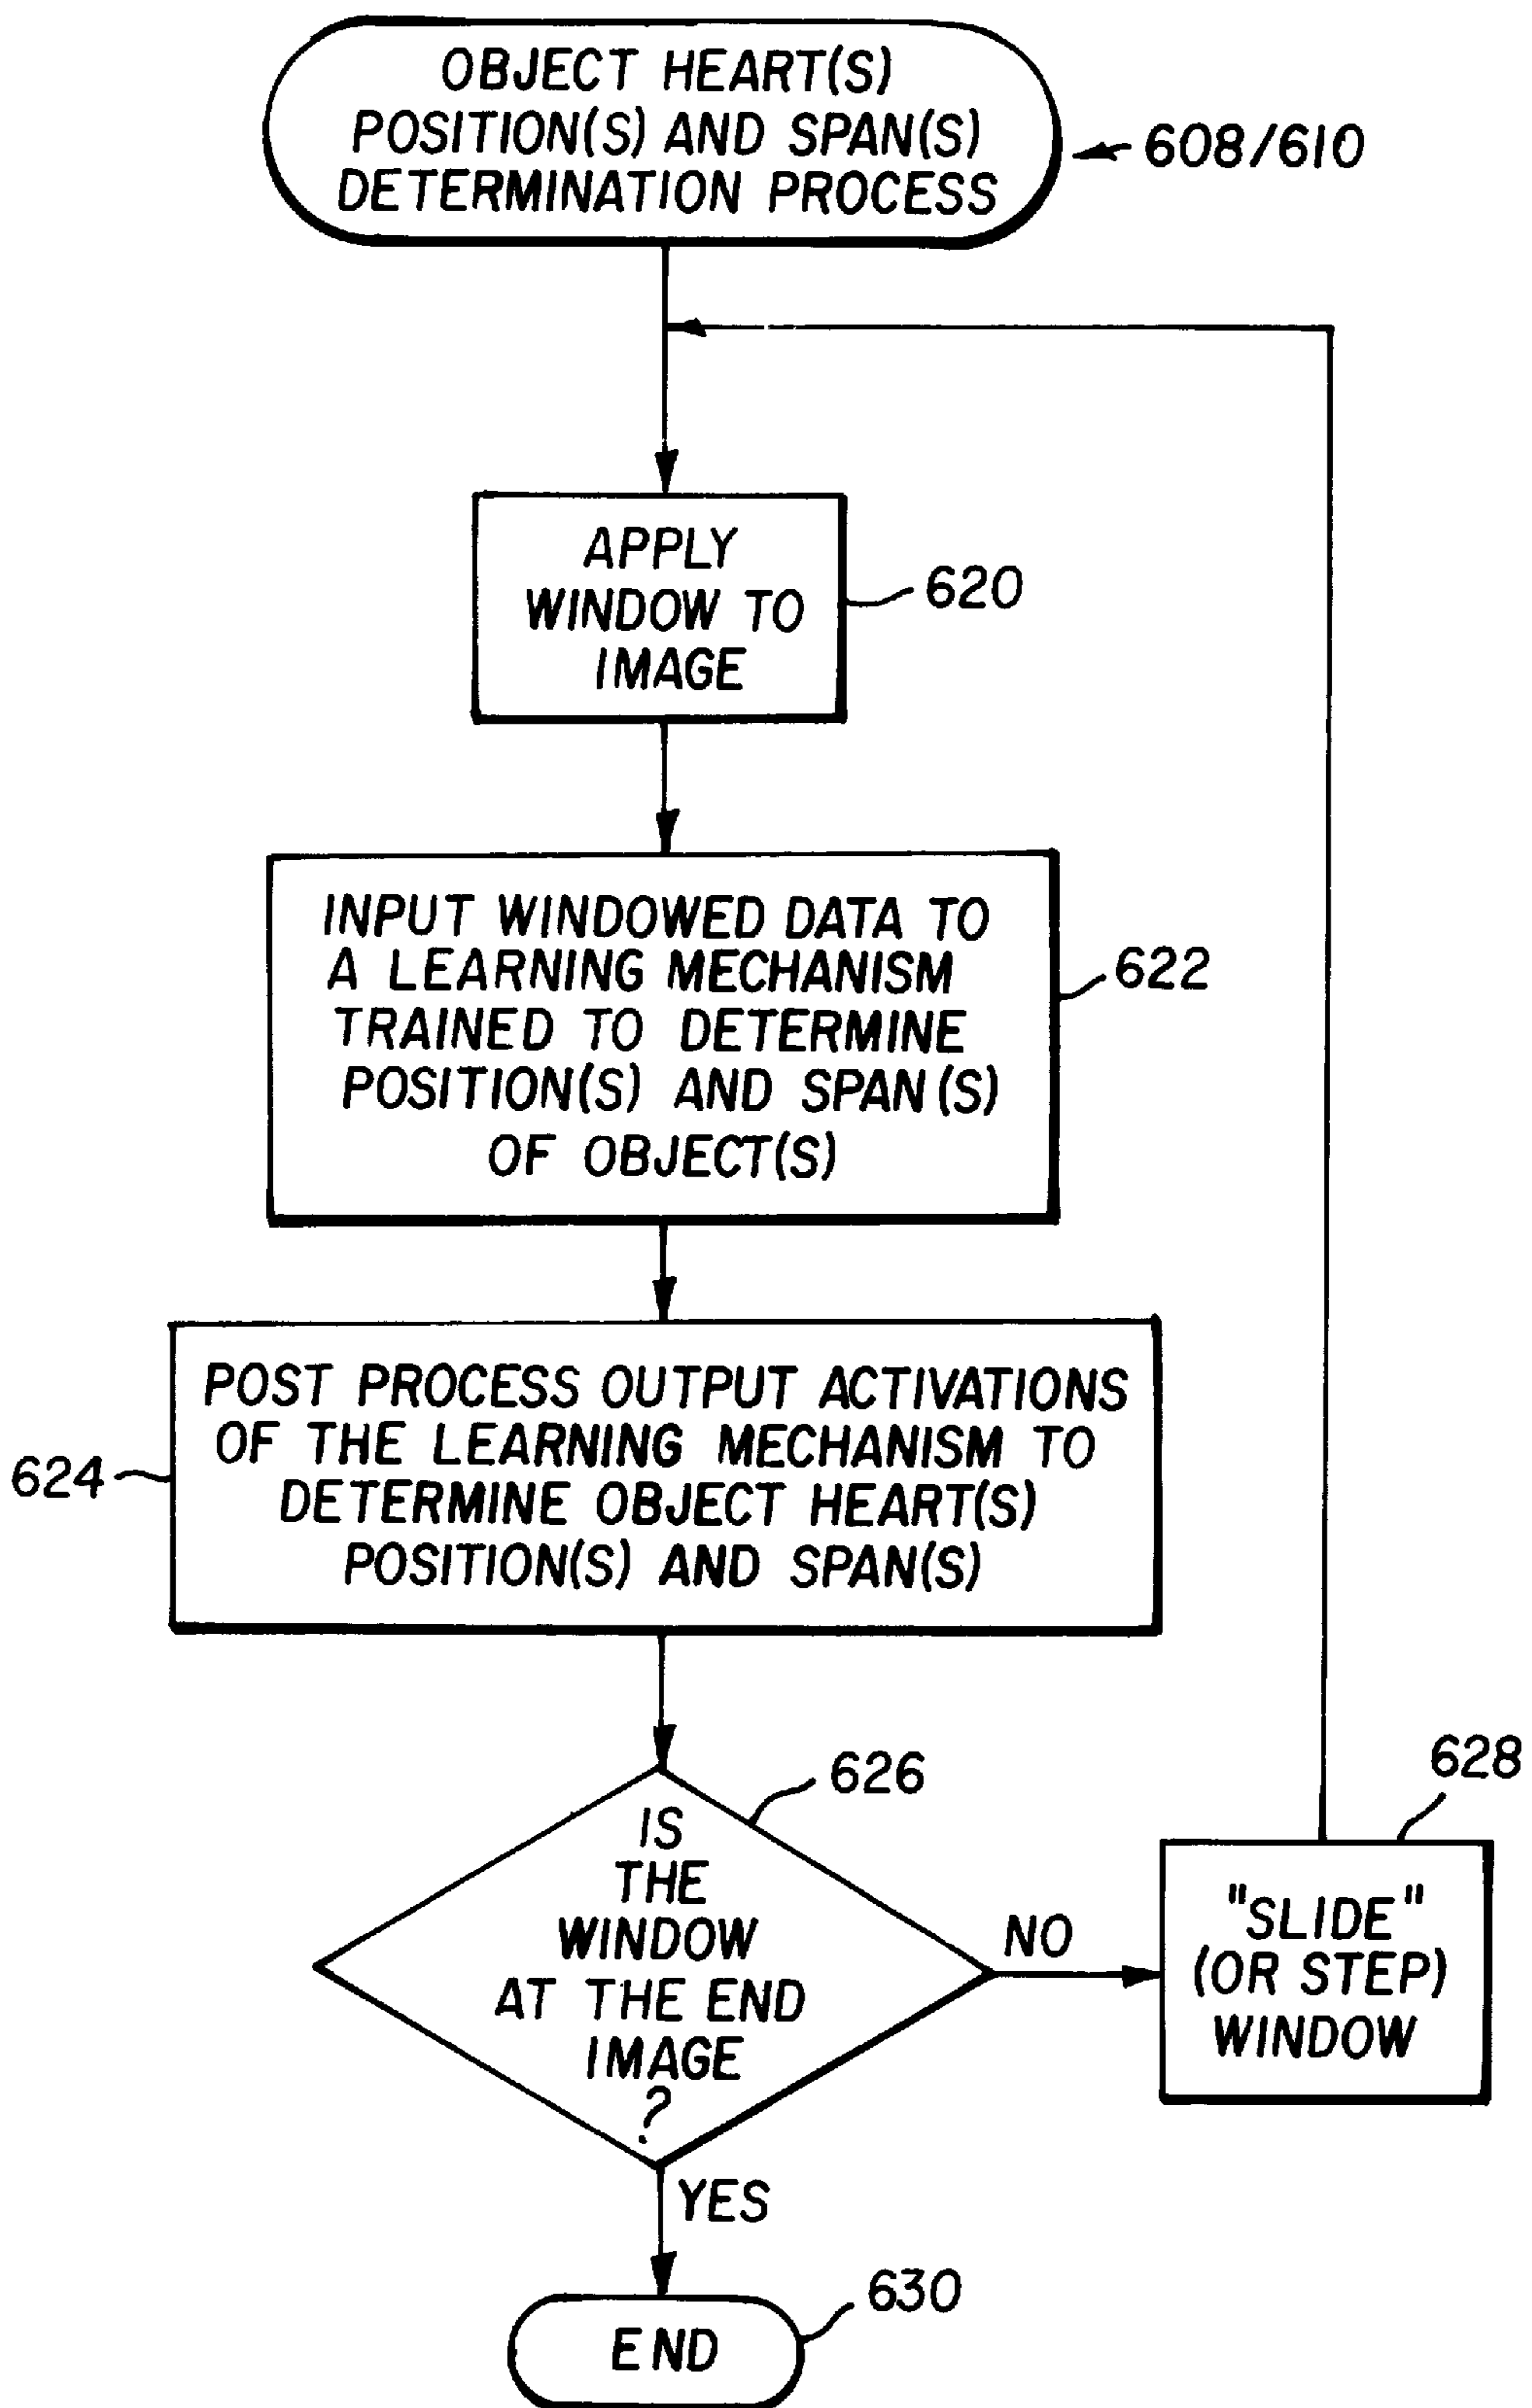 OBJECT HEART(S)
POSITION(S) AND SPAN(S)
DETERMINATION PROCESS
608/610
APPLY
WINDOW TO
IMAGE
620
INPUT WINDOWED DATA TO
A LEARNING MECHANISM
TRAINED TO DETERMINE
POSITION(S) AND SPAN(S)
OF OBJECT(S)
622
POST PROCESS OUTPUT ACTIVATIONS
OF THE LEARNING MECHANISM TO
DETERMINE OBJECT HEART(S)
POSITION(S) AND SPAN(S)
624
IS
THE
WINDOW
AT THE END
IMAGE
?
626
NO
"SLIDE"
(OR STEP)
WINDOW
628
YES
END
630